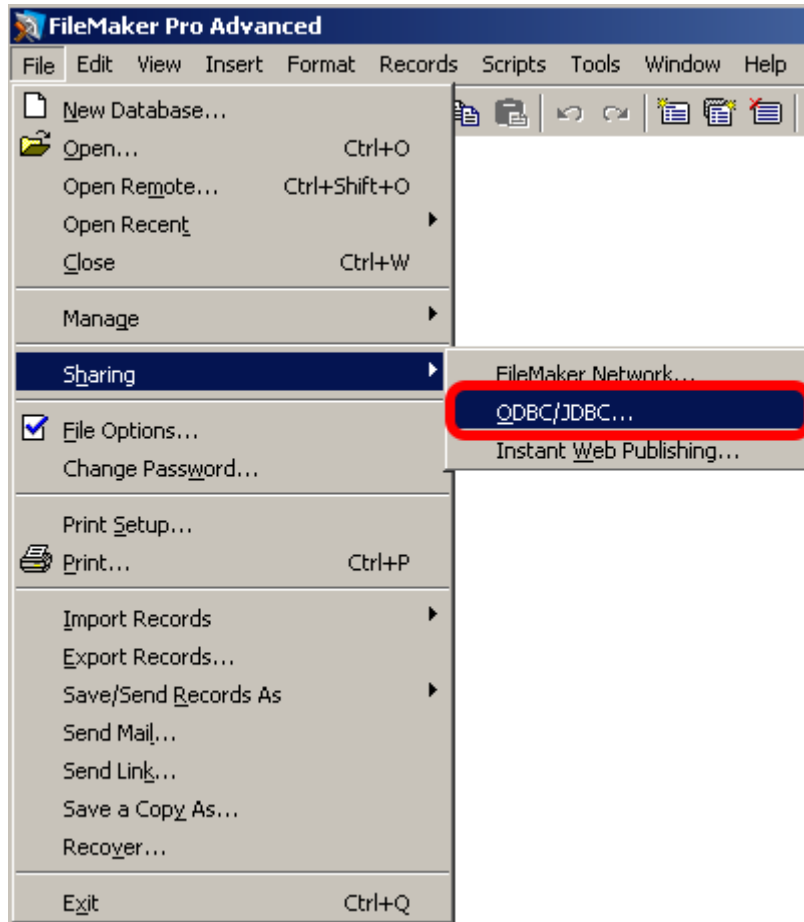 FileMaker Pro Advanced
File Edit View Insert Format Records Scripts Tools Window Help
New Database...
Open... Ctrl+O
Open Remote... Ctrl+Shift+O
Open Recent
Close Ctrl+W
Manage
Sharing
FileMaker Network...
ODBC/JDBC...
Instant Web Publishing...
File Options...
Change Password...
Print Setup...
Print... Ctrl+P
Import Records
Export Records...
Save/Send Records As
Send Mail...
Send Link...
Save a Copy As...
Recover...
Exit Ctrl+Q